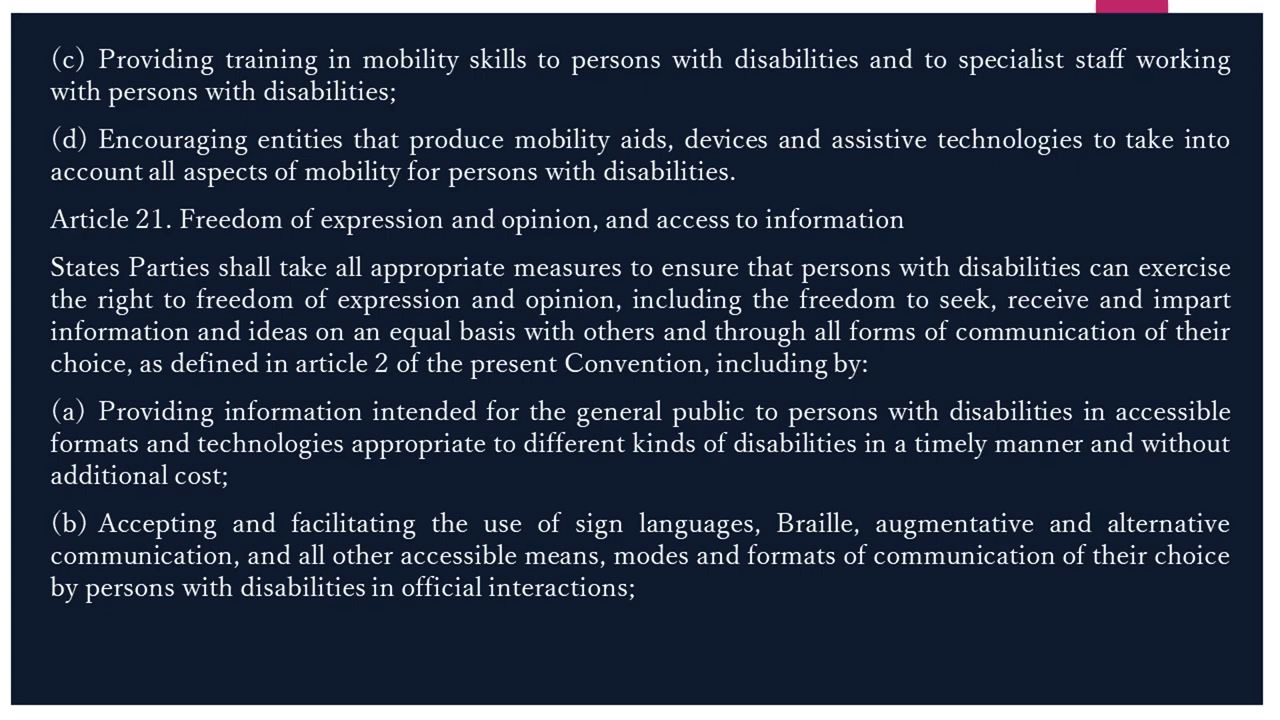 (c) Providing training in mobility skills to persons with disabilities and to specialist staff working
with persons with disabilities;
(d) Encouraging entities that produce mobility aids, devices and assistive technologies to take into
account all aspects of mobility for persons with disabilities.
Article 21. Freedom of expression and opinion, and access to information
States Parties shall take all appropriate measures to ensure that persons with disabilities can exercise
the right to freedom of expression and opinion, including the freedom to seek, receive and impart
information and ideas on an equal basis with others and through all forms of communication of their
choice, as defined in article 2 of the present Convention, including by:
(a) Providing information intended for the general public to persons with disabilities in accessible
formats and technologies appropriate to different kinds of disabilities in a timely manner and without
additional cost;
(b) Accepting and facilitating the use of sign languages, Braille, augmentative and alternative
communication, and all other accessible means, modes and formats of communication of their choice
by persons with disabilities in official interactions;